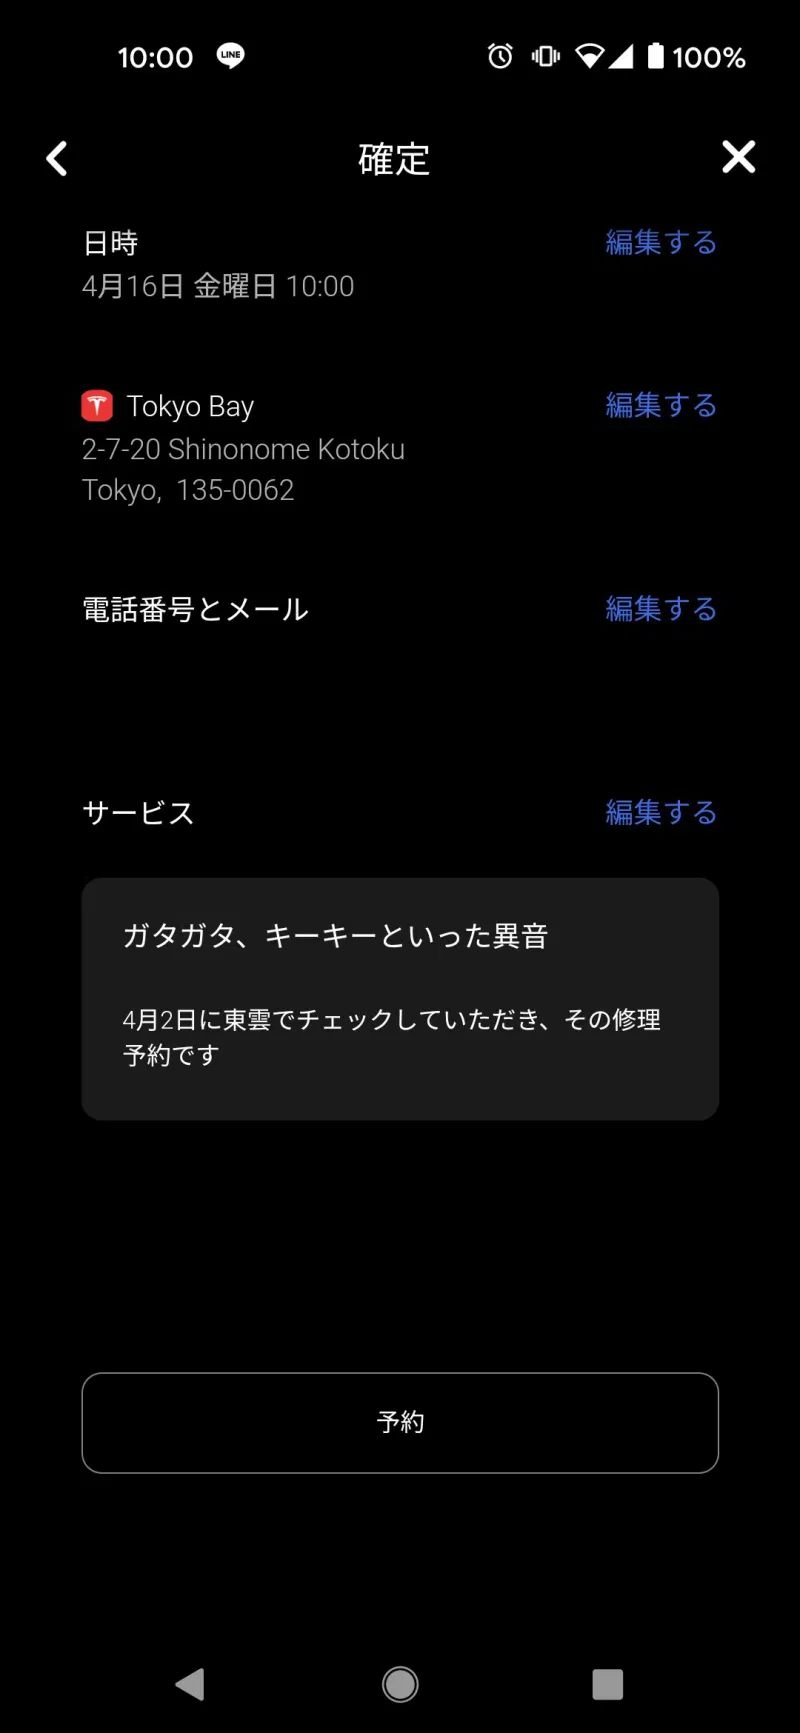 10:00 LINE 100%
確定
日時 編集する
4月16日 金曜日 10:00
Tokyo Bay 編集する
2-7-20 Shinonome Kotoku
Tokyo, 135-0062
電話番号とメール 編集する
サービス 編集する
ガタガタ、キーキーといった異音
4月2日に東雲でチェックしていただき、その修理
予約です
予約